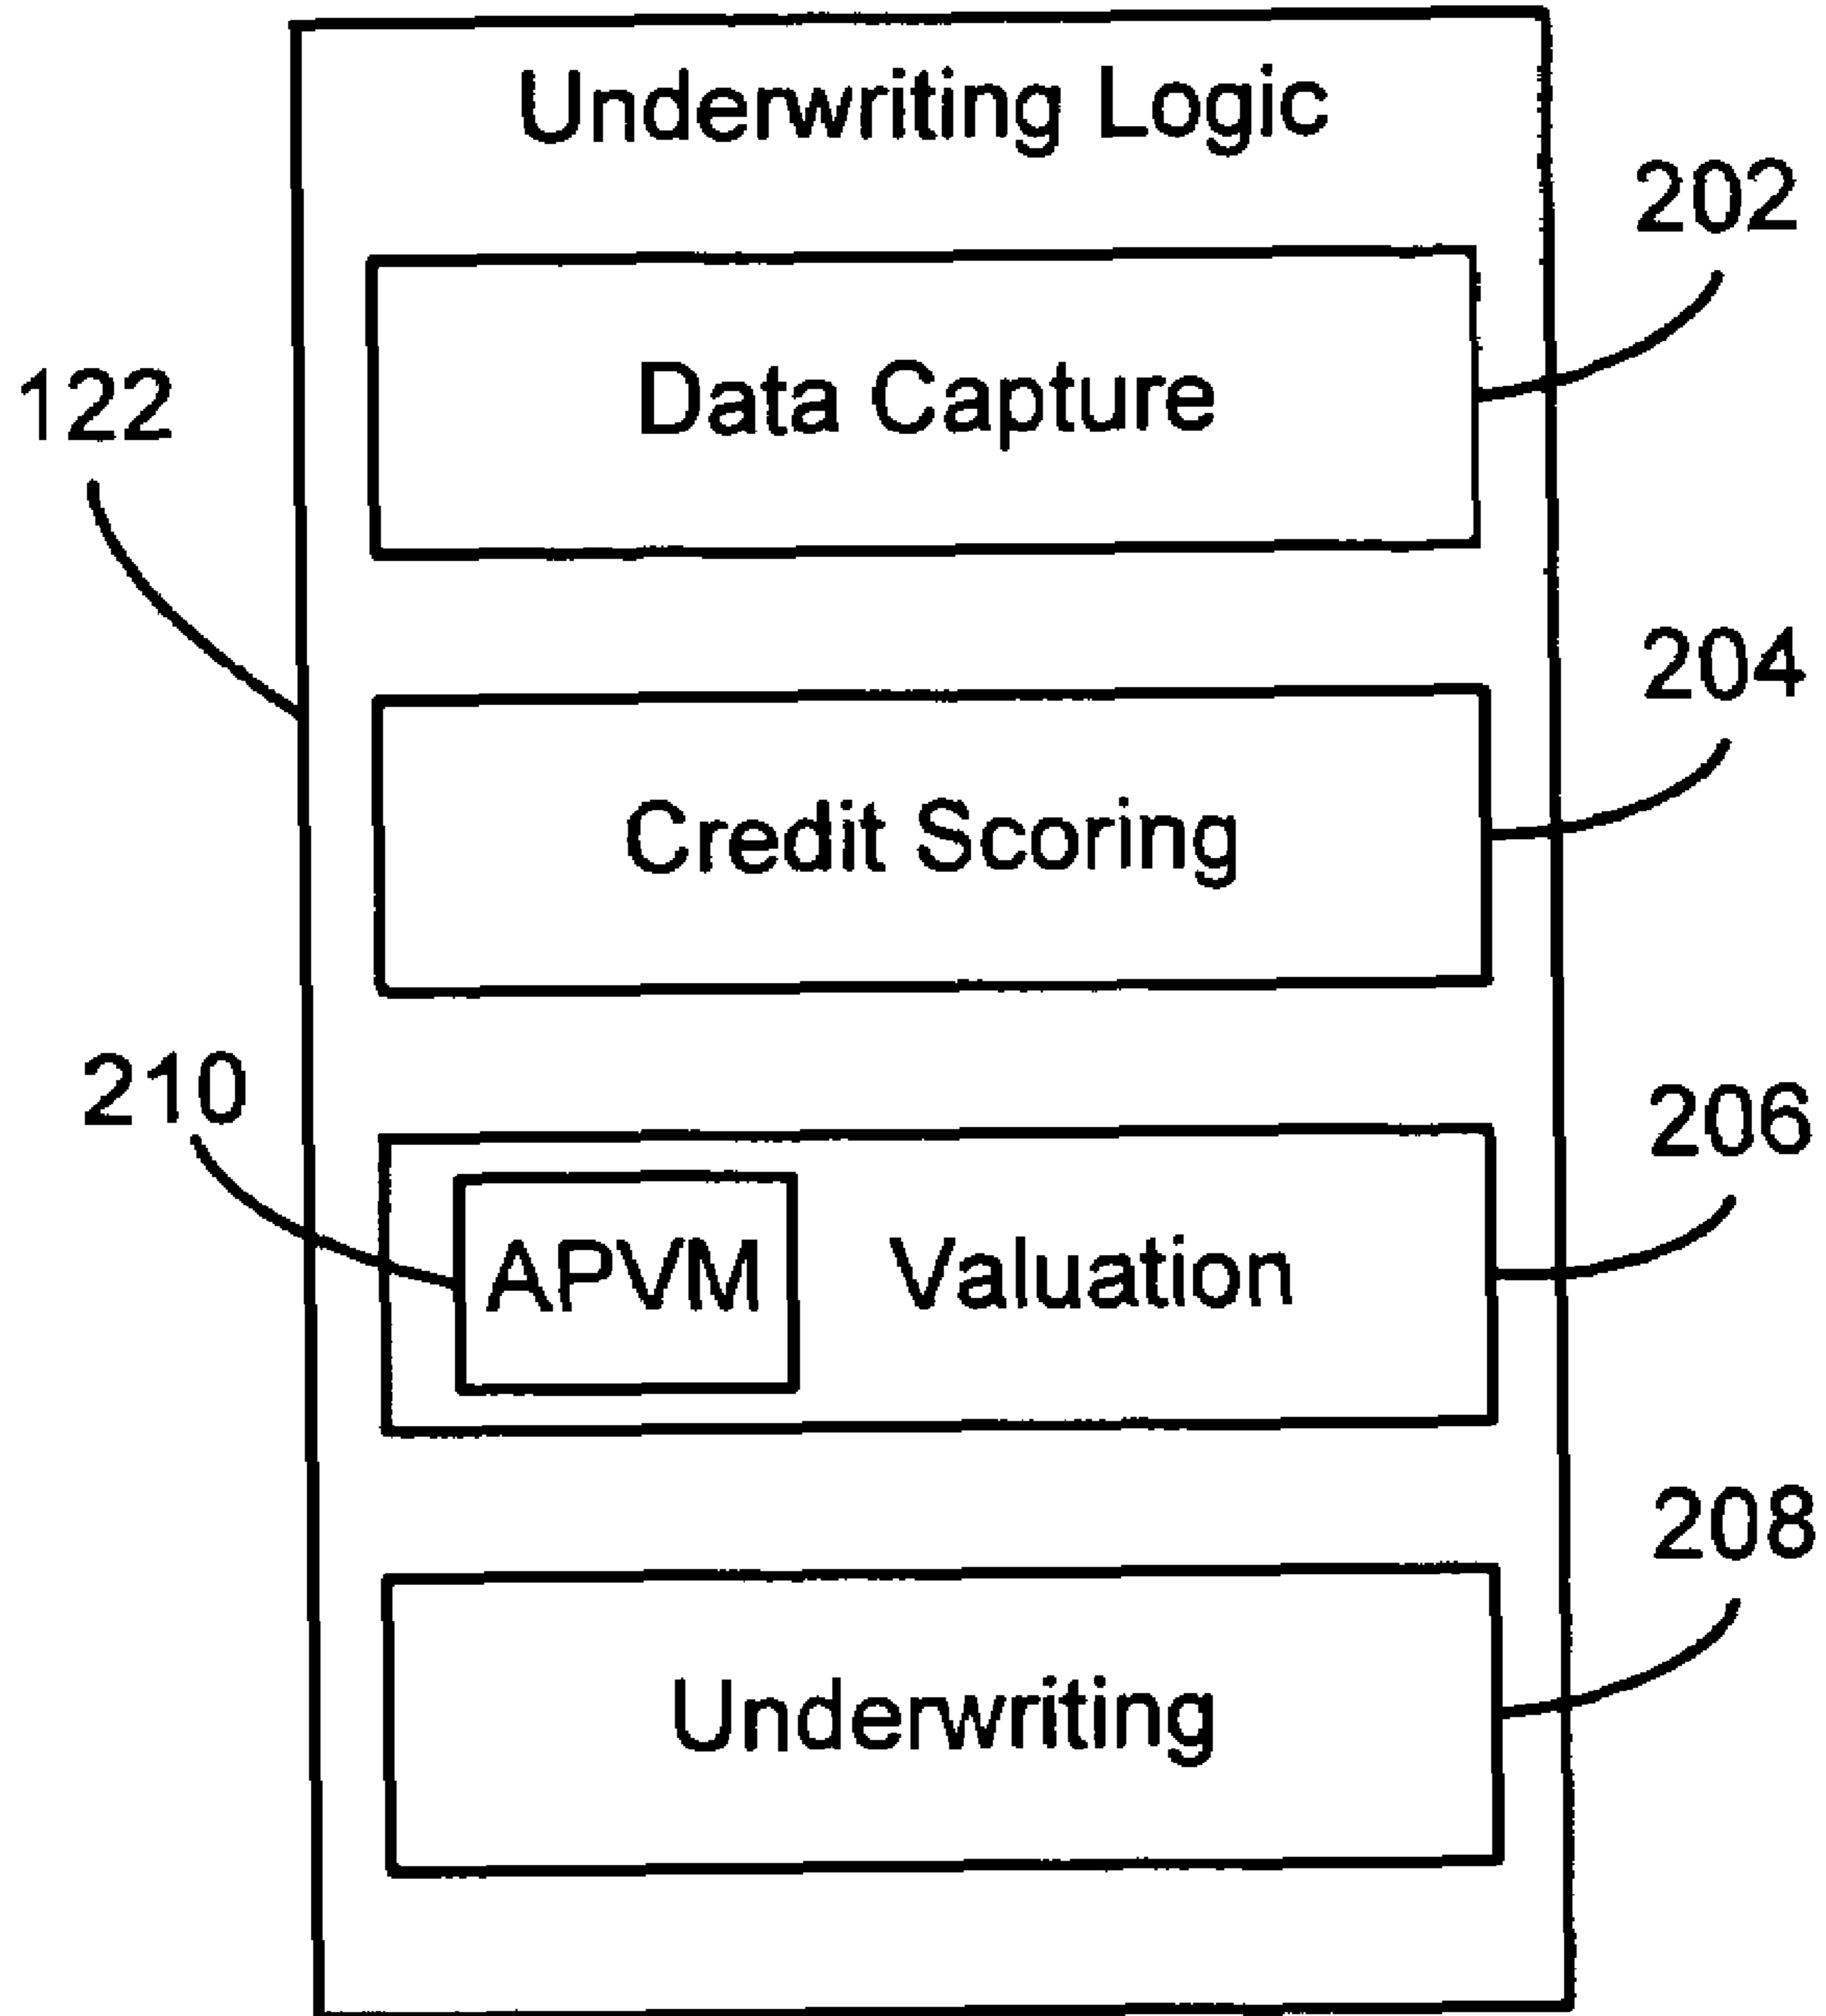 Underwriting Logic
202
Data Capture
122
204
Credit Scoring
210
206
APVM Valuation
208
Underwriting